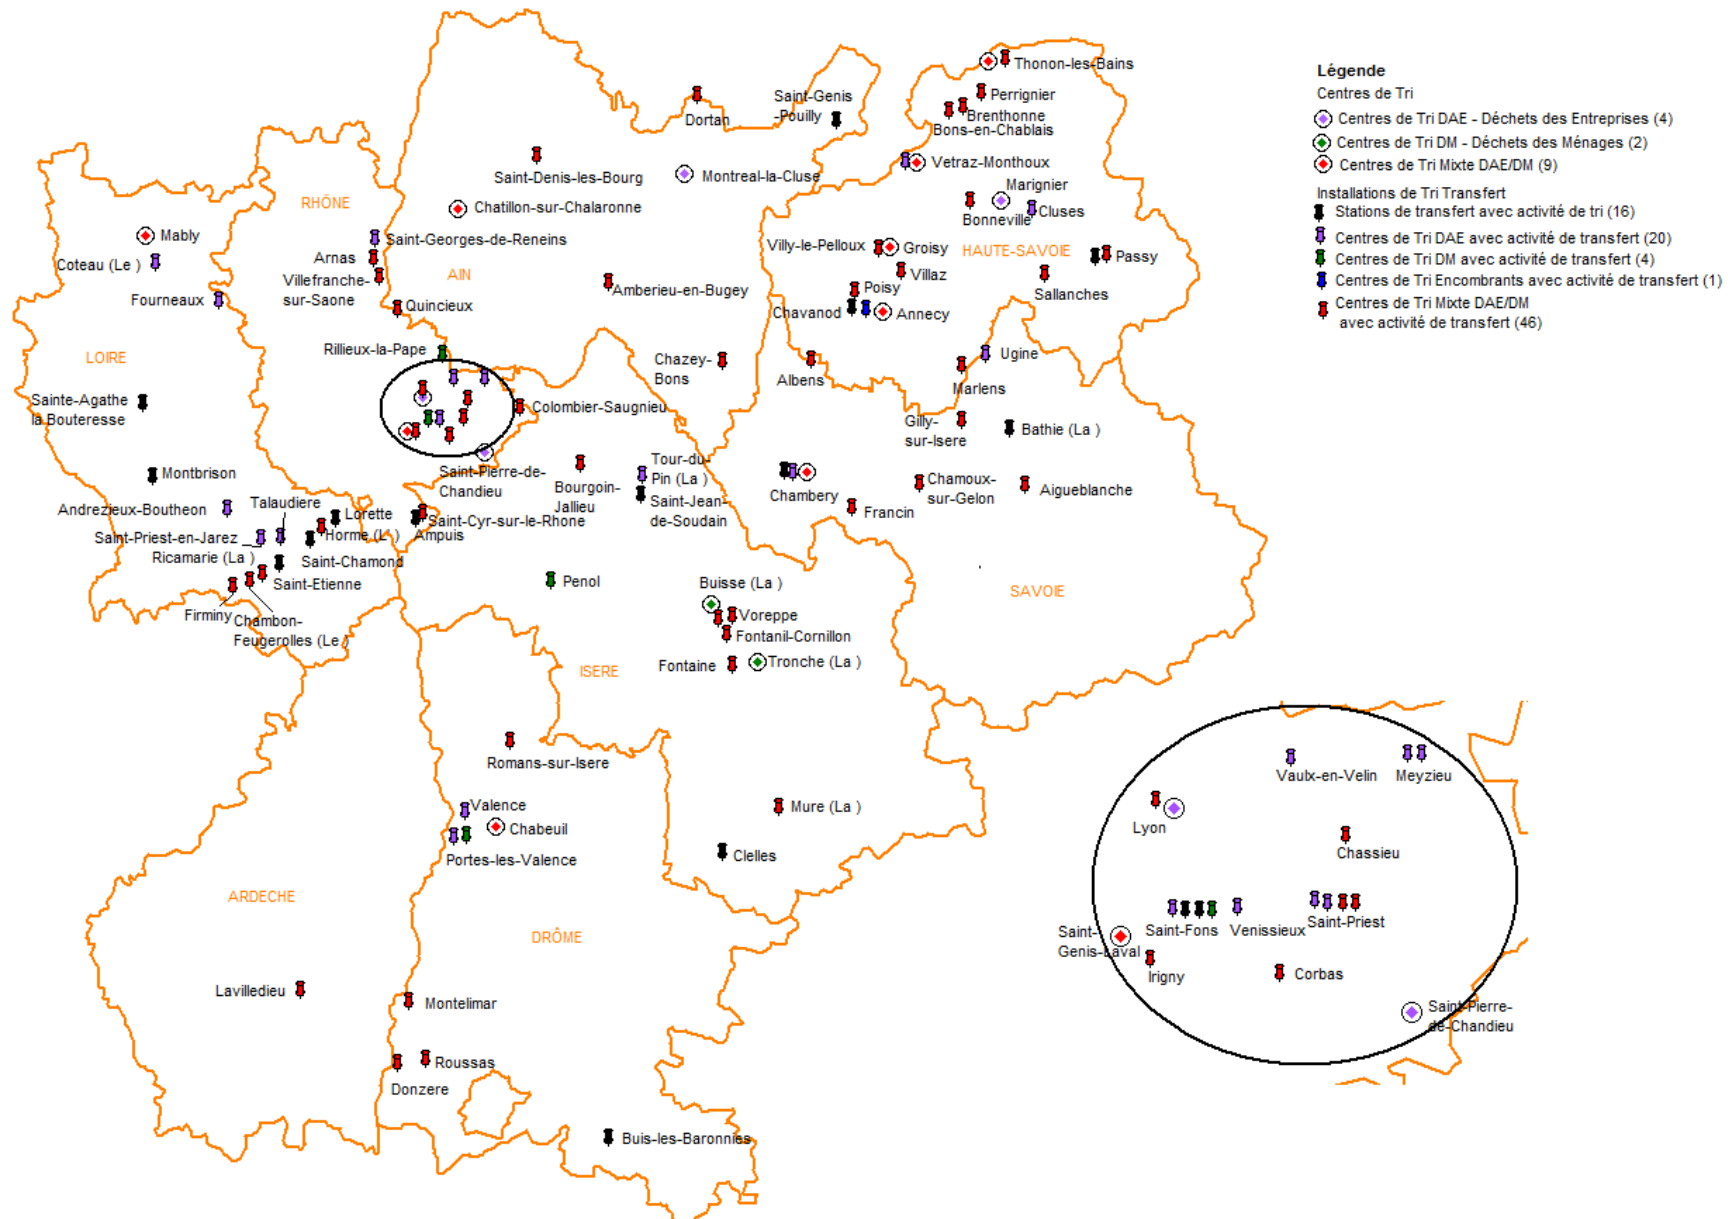 Légende
Centres de Tri
Centres de Tri DAE - Déchets des Entreprises (4)
Centres de Tri DM - Déchets des Ménages (2)
Centres de Tri Mixte DAE/DM (9)
Installations de Tri Transfert
Stations de transfert avec activité de tri (16)
Centres de Tri DAE avec activité de transfert (20)
Centres de Tri DM avec activité de transfert (4)
Centres de Tri Encombrants avec activité de transfert (1)
Centres de Tri Mixte DAE/DM
avec activité de transfert (46)
Thonon-les-Bains
Perrignier
Brenthonne
Bons-en-Chablais
Saint-Genis
-Pouilly
Dortan
Vetraz-Monthoux
Saint-Denis-les-Bourg
Montreal-la-Cluse
Marignier
Cluses
Bonneville
RHÔNE
Chatillon-sur-Chalaronne
Mably
Saint-Georges-de-Reneins
Coteau (Le )
Arnas
Villefranche-
sur-Saone
AIN
Villy-le-Pelloux
Groisy
HAUTE-SAVOIE
Passy
Villaz
Sallanches
Fourneaux
Quincieux
Amberieu-en-Bugey
Poisy
Chavanod
Annecy
LOIRE
Rillieux-la-Pape
Chazey-
Bons
Albens
Ugine
Marlens
Sainte-Agathe
la Bouteresse
Colombier-Saugnieu
Gilly-
sur-Isere
Bathie (La )
Montbrison
Saint-Pierre-de-
Chandieu
Bourgoin-
Jallieu
Tour-du-
Pin (La )
Saint-Jean-
de-Soudain
Chambery
Chamoux-
sur-Gelon
Aigueblanche
Francin
Andrezieux-Boutheon
Talaudiere
Lorette
Horme (L' )
Saint-Cyr-sur-le-Rhone
Ampuis
Saint-Priest-en-Jarez
Ricamarie (La )
Saint-Chamond
Saint-Etienne
Firminy
Chambon-
Feugerolles (Le )
Penol
Buisse (La )
Voreppe
Fontanil-Cornillon
SAVOIE
ISERE
Fontaine
Tronche (La )
Romans-sur-Isere
Valence
Chabeuil
Portes-les-Valence
Mure (La )
Clelles
ARDECHE
DRÔME
Lavilledieu
Montelimar
Roussas
Donzere
Buis-les-Baronnies
Vaulx-en-Velin
Meyzieu
Lyon
Chassieu
Saint-Fons
Venissieux
Saint-Priest
Saint-
Genis-Laval
Irigny
Corbas
Saint-Pierre-
de-Chandieu